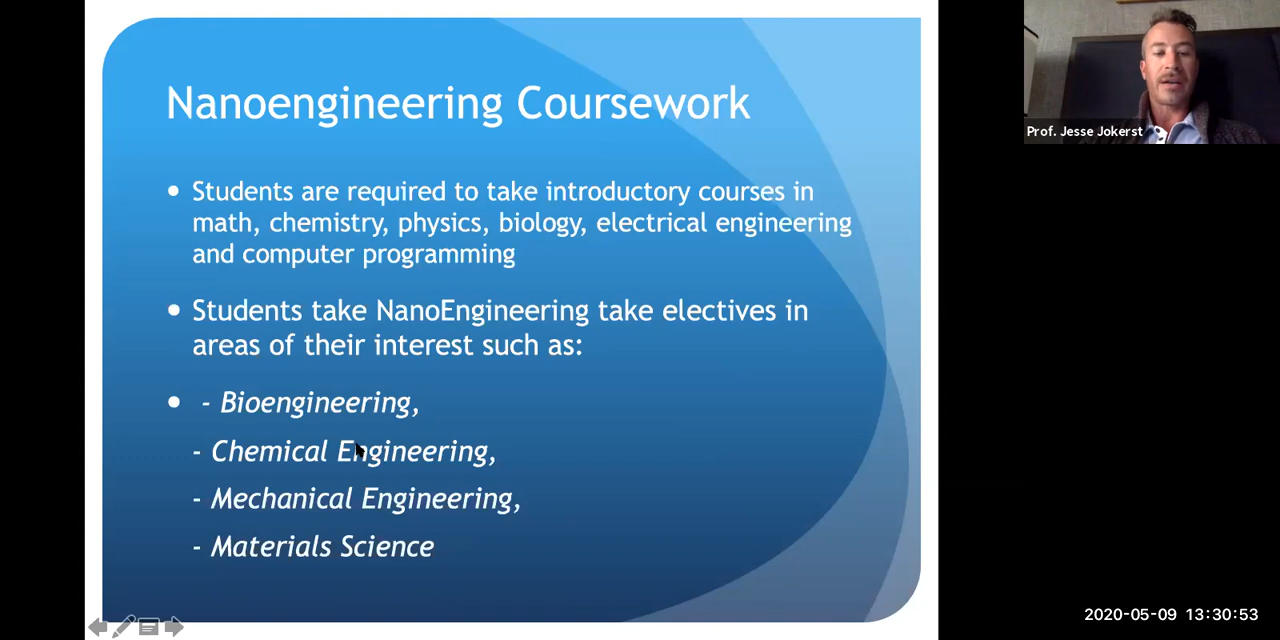 Nanoengineering Coursework
• Students are required to take introductory courses in
math, chemistry, physics, biology, electrical engineering
and computer programming
• Students take NanoEngineering take electives in
areas of their interest such as:
• - Bioengineering,
- Chemical Engineering,
- Mechanical Engineering,
- Materials Science
Prof. Jesse Jokerst
2020-05-09 13:30:53